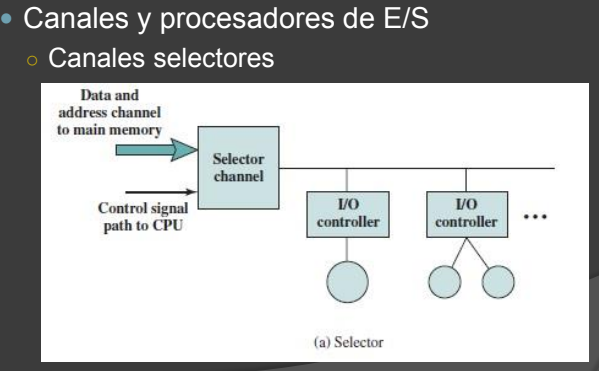 Canales y procesadores de E/S
Canales selectores
Data and
address channel
to main memory
Selector
channel
Control signal
path to CPU
I/O
controller
I/O
controller
...
(a) Selector